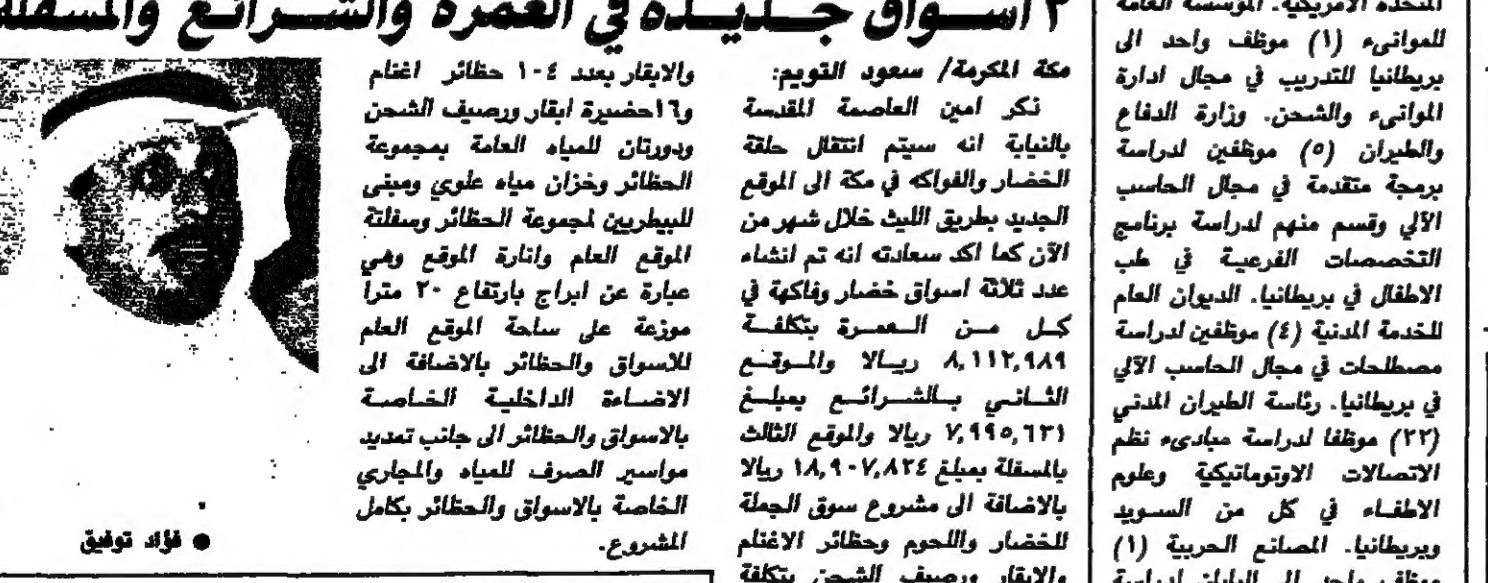 ٣ اسواق جديدة في العمرة والشرائع والمسفلة
المتحدة الامريكية. المؤسسة العامة
للموانىء (١) موظف واحد الى
بريطانيا للتدريب في مجال ادارة
الموانىء والشحن. وزارة الدفاع
والطيران (٥) موظفين لدراسة
برمجة متقدمة في مجال الحاسب
الآلي وقسم منهم لدراسة برنامج
التخصصات الفرعية في طب
الاطفال في بريطانيا. الديوان العام
للخدمة المدنية (٤) موظفين لدراسة
مصطلحات في مجال الحاسب الآلي
في بريطانيا. رئاسة الطيران المدني
(٢٢) موظفا لدراسة مبادىء نظم
الاتصالات الاوتوماتيكية وعلوم
الاطفاء في كل من السويد
وبريطانيا. المصانع الحربية (١)
موظف واحد الى اليابان لدراسة
مكة المكرمة/ سعود التويم:
ذكر امين العاصمة المقدسة
بالنيابة انه سيتم انتقال حلقة
الخضار والفواكه في مكة الى الموقع
الجديد بطريق الليث خلال شهر من
الآن كما اكد سعادته انه تم انشاء
عدد ثلاثة اسواق خضار وفاكهة في
كل من العمرة بتكلفة
٨,١١٢,٩٨٩ ريالا والموقع
الثاني بالشرائع بمبلغ
٧,٩٩٥,٦٣١ ريالا والموقع الثالث
بالمسفلة بمبلغ ١٨,٩٠٧,٨٢٤ ريالا
بالاضافة الى مشروع سوق الجملة
للخضار واللحوم وحظائر الاغنام
والابقار ورصيف الشحن بتكلفة
والابقار بعدد ١٠٤ حظائر اغنام
و١٦حضيرة ابقار ورصيف الشحن
ودورتان للمياه العامة بمجموعة
الحظائر وخزان مياه علوي ومبنى
للبيطريين لمجموعة الحظائر وسفلتة
الموقع العام وانارة الموقع وهي
عبارة عن ابراج بارتفاع ٢٠ مترا
موزعة على ساحة الموقع العام
للاسواق والحظائر بالاضافة الى
الاضاءة الداخلية الخاصة
بالاسواق والحظائر الى جانب تمديد
مواسير الصرف للمياه والمجاري
الخاصة بالاسواق والحظائر بكامل
المشروع.
● فؤاد توفيق